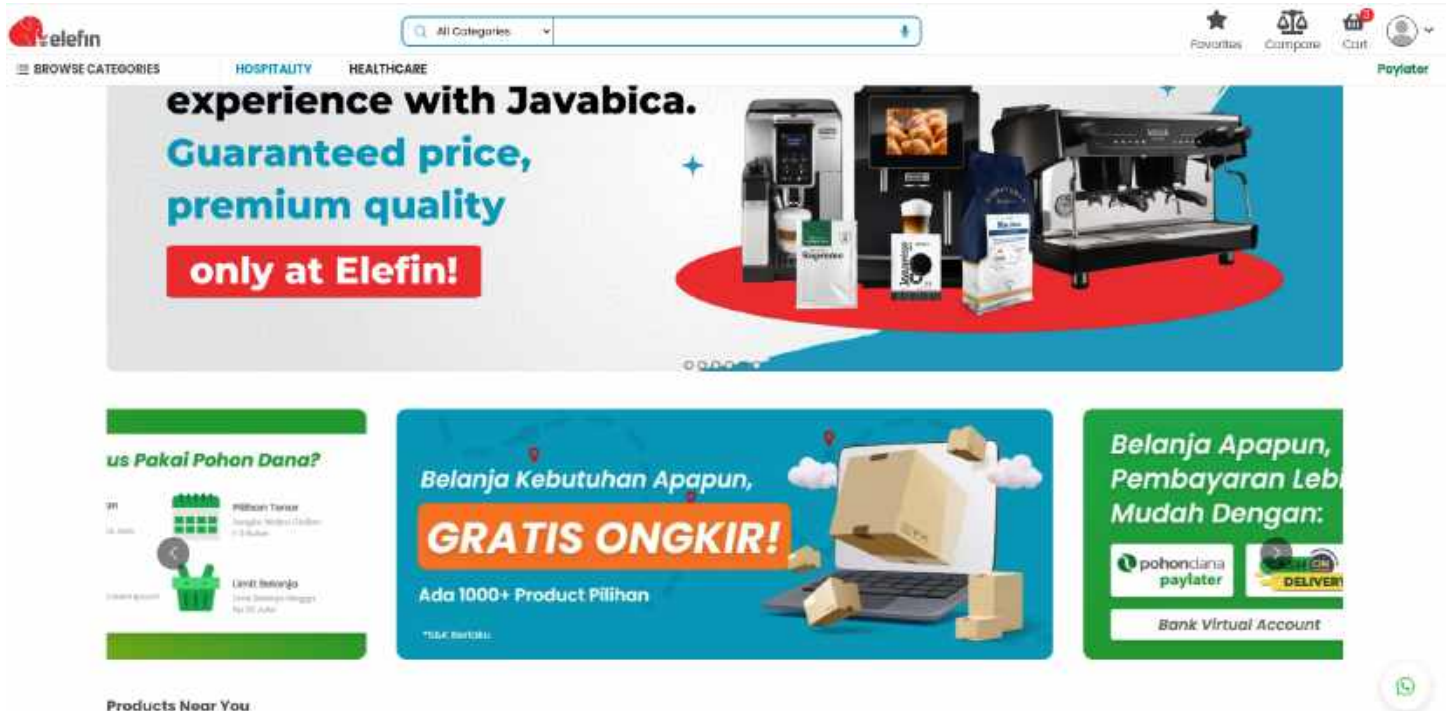 elefin
All Categories
Favorites
Compare
3
Cart
BROWSE CATEGORIES
HOSPITALITY
HEALTHCARE
Paylater
experience with Javabica.
Guaranteed price,
premium quality
only at Elefin!
us Pakai Pohon Dana?
Pilihan Tenor
Limit Belanja
Belanja Kebutuhan Apapun,
GRATIS ONGKIR!
Ada 1000+ Product Pilihan
*S&K Berlaku
Belanja Apapun,
Pembayaran Lebi
Mudah Dengan:
pohondana
paylater
DELIVERY
Bank Virtual Account
Products Near You